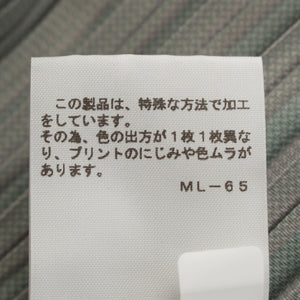 この製品は、特殊な方法で加工
をしています。
その為、色の出方が１枚１枚異な
り、プリントのにじみや色ムラが
あります。
ML－65